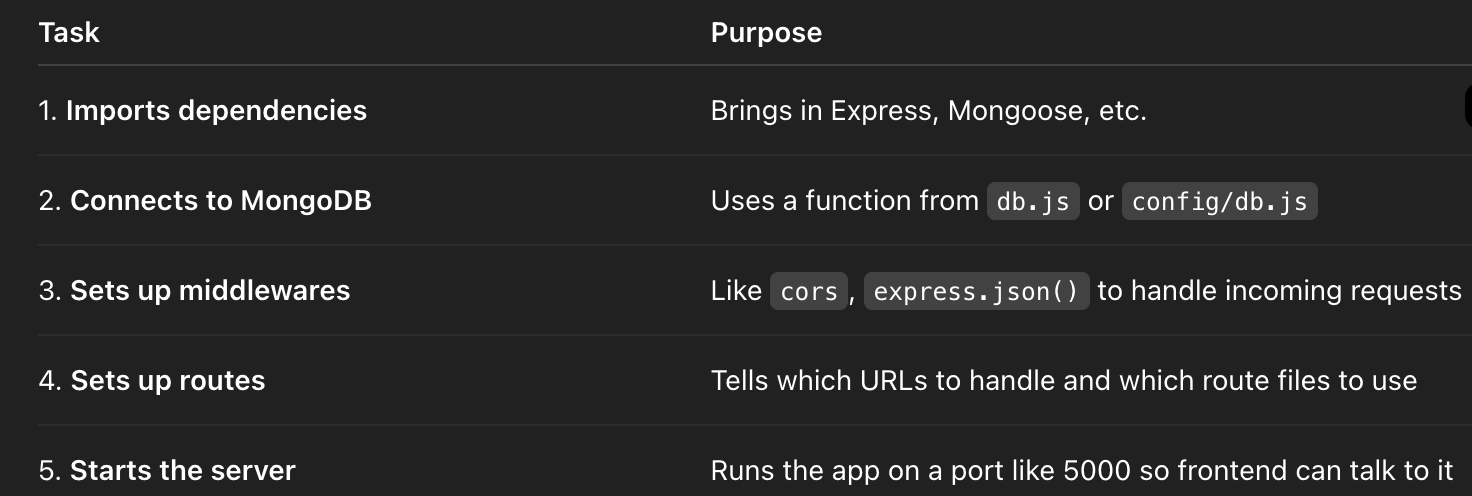 Task Purpose
1. Imports dependencies Brings in Express, Mongoose, etc.
2. Connects to MongoDB Uses a function from db.js or config/db.js
3. Sets up middlewares Like cors, express.json() to handle incoming requests
4. Sets up routes Tells which URLs to handle and which route files to use
5. Starts the server Runs the app on a port like 5000 so frontend can talk to it